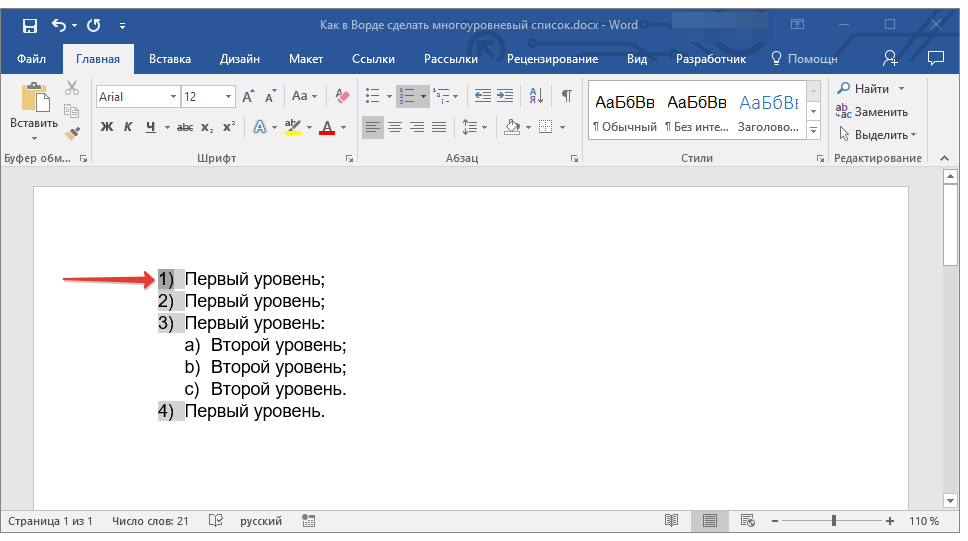 Как в Ворде сделать многоуровневый список.docx - Word
Файл Главная Вставка Дизайн Макет Ссылки Рассылки Рецензирование Вид Разработчик Помощн
Вставить
Arial 12
Aa
Ж К Ч abc x₂ x²
А ab A
А Я
АаБбВв АаБбВв АаБбВв
¶ Обычный ¶ Без инте... Заголово...
Найти
Заменить
Выделить
Буфер обм... Шрифт Абзац Стили Редактирование
1) Первый уровень;
2) Первый уровень;
3) Первый уровень:
a) Второй уровень;
b) Второй уровень;
c) Второй уровень.
4) Первый уровень.
Страница 1 из 1 Число слов: 21 русский 110 %